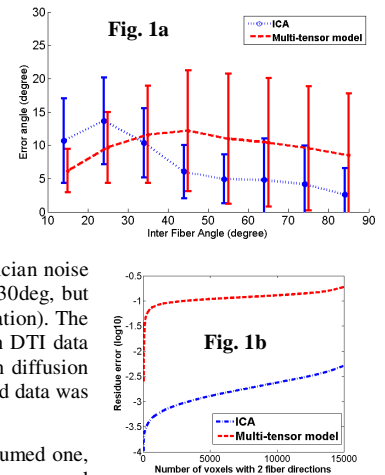 Fig. 1a
ICA
Multi-tensor model
30
25
20
15
10
5
0
Error angle (degree)
10 20 30 40 50 60 70 80 90
Inter Fiber Angle (degree)
cian noise
30deg, but
ation). The
DTI data
diffusion
d data was
umed one,
Fig. 1b
-0.5
-1
-1.5
-2
-2.5
-3
-3.5
-4
Residue error (log10)
ICA
Multi-tensor model
0 5000 10000 15000
Number of voxels with 2 fiber directions